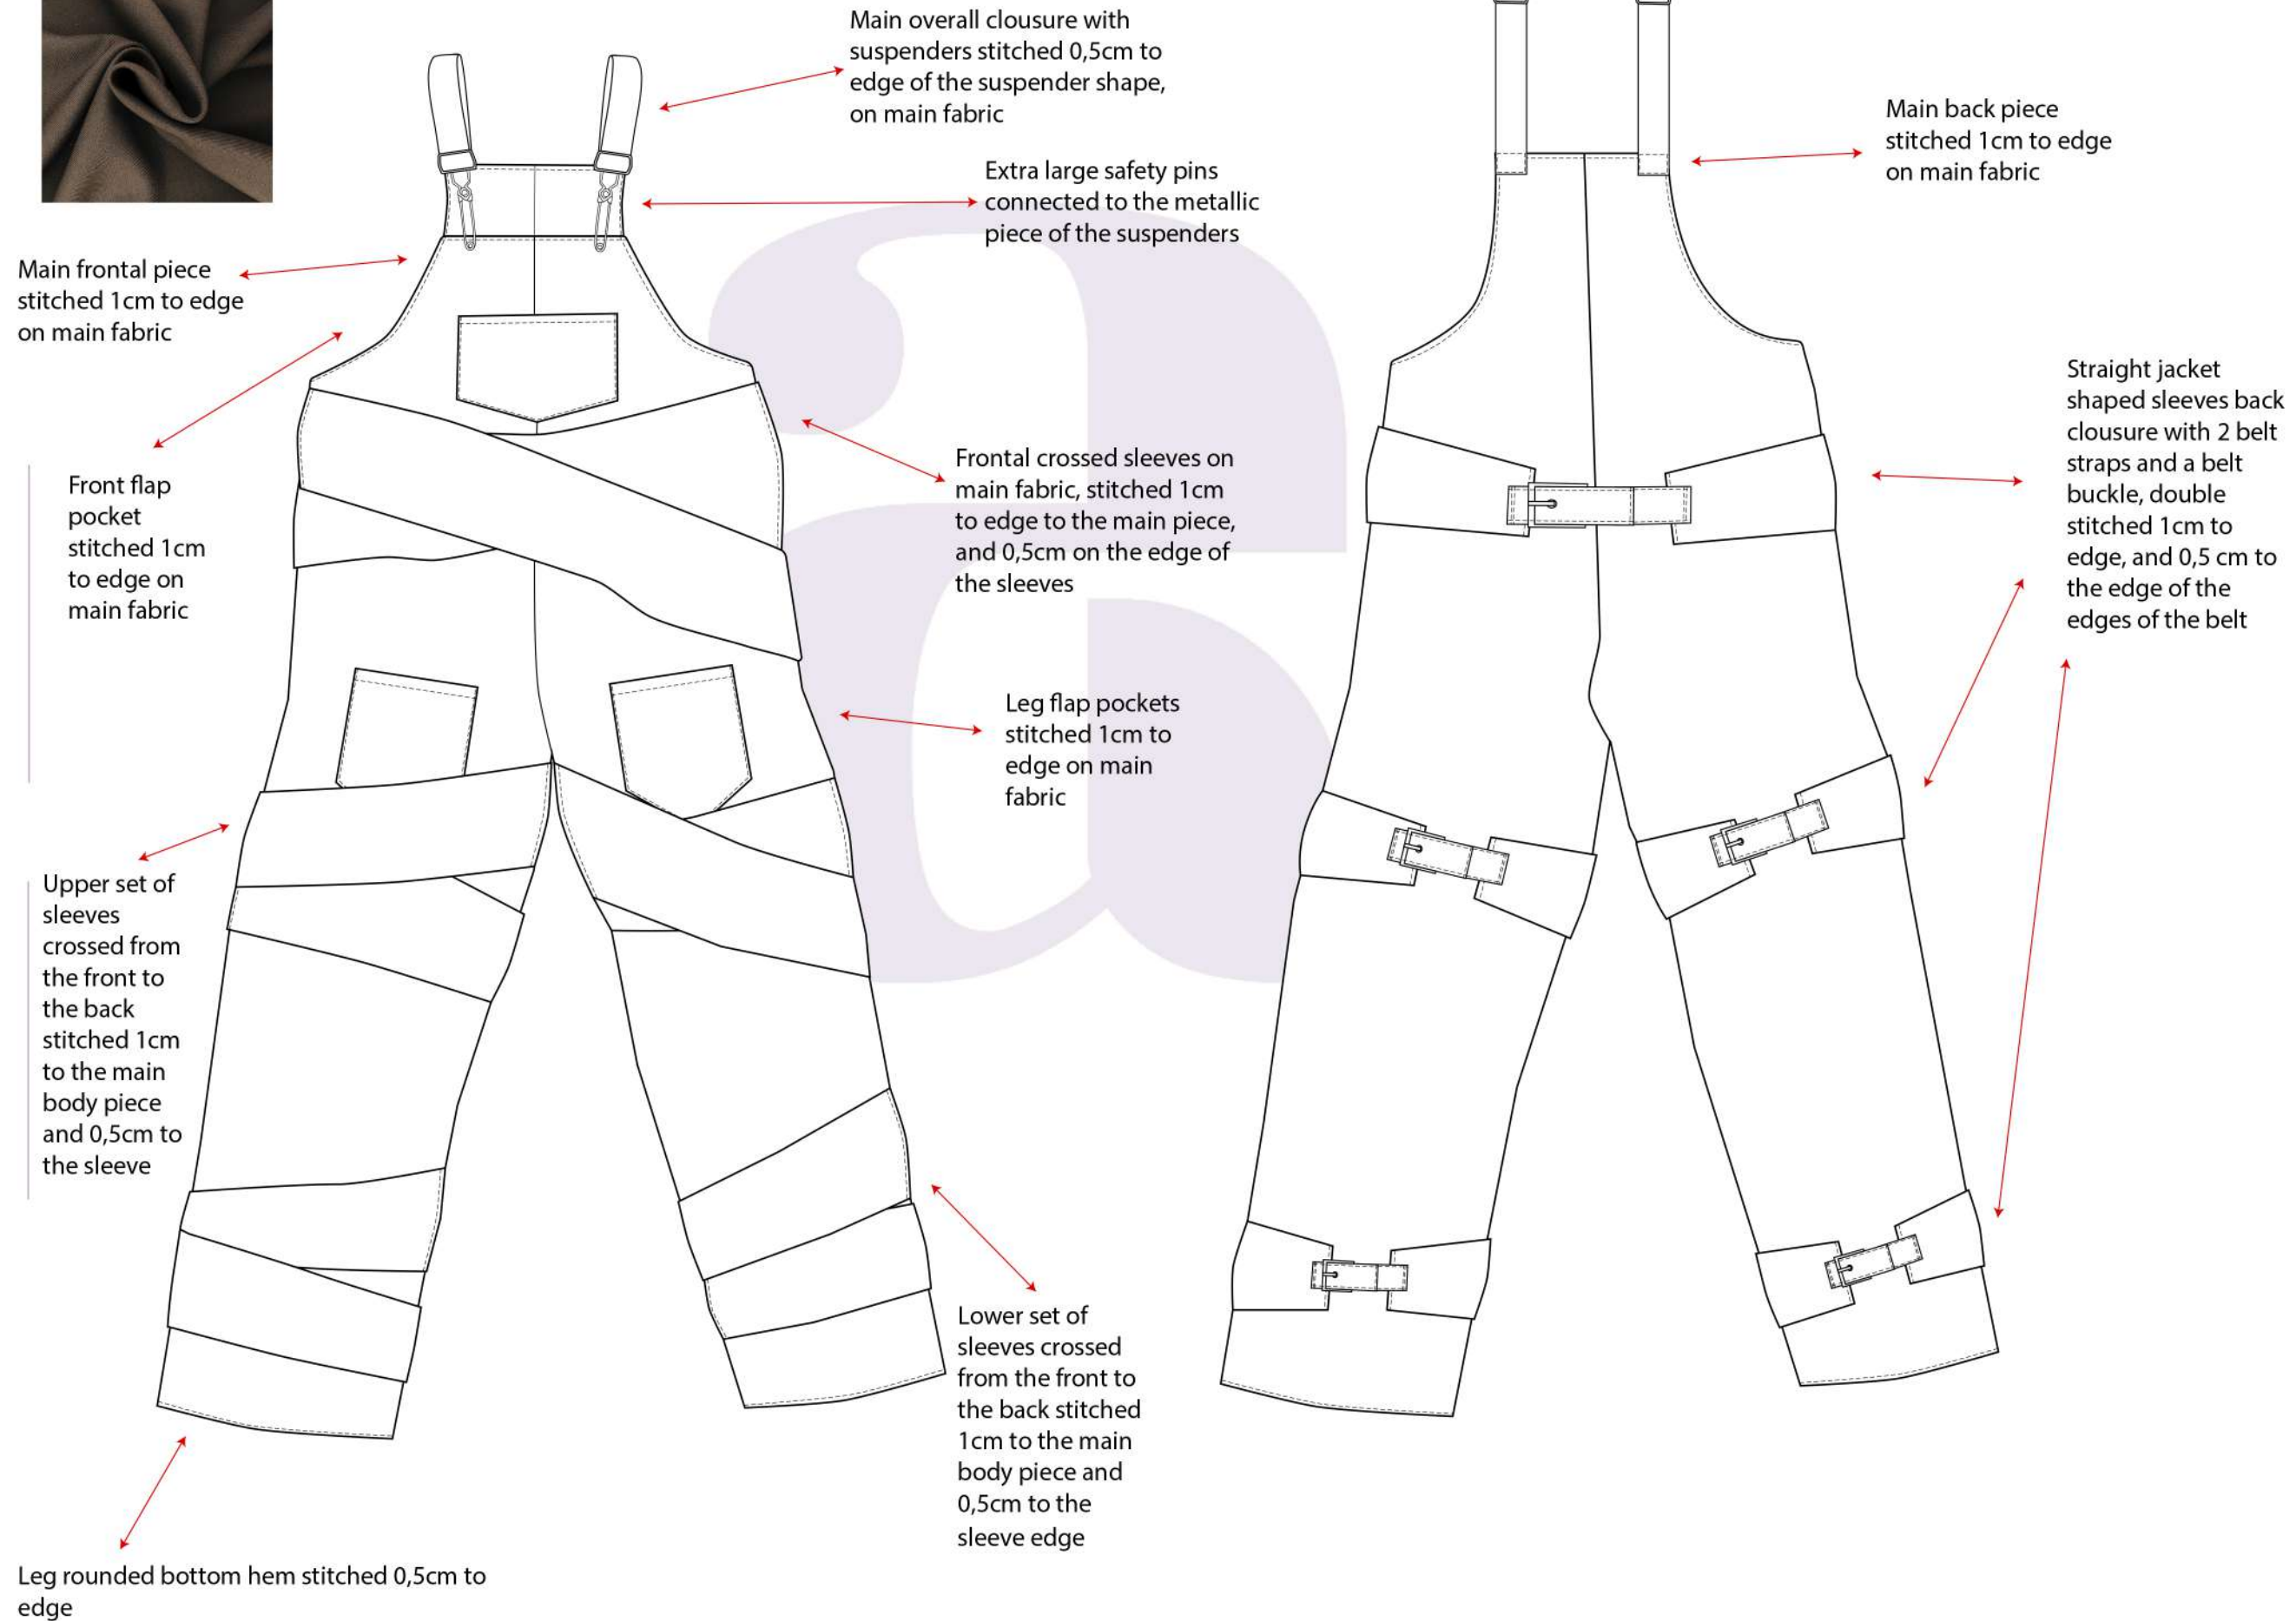 Main overall clousure with
suspenders stitched 0,5cm to
edge of the suspender shape,
on main fabric
Extra large safety pins
connected to the metallic
piece of the suspenders
Main back piece
stitched 1cm to edge
on main fabric
Main frontal piece
stitched 1cm to edge
on main fabric
Front flap
pocket
stitched 1cm
to edge on
main fabric
Frontal crossed sleeves on
main fabric, stitched 1cm
to edge to the main piece,
and 0,5cm on the edge of
the sleeves
Straight jacket
shaped sleeves back
clousure with 2 belt
straps and a belt
buckle, double
stitched 1cm to
edge, and 0,5 cm to
the edge of the
edges of the belt
Leg flap pockets
stitched 1cm to
edge on main
fabric
Upper set of
sleeves
crossed from
the front to
the back
stitched 1cm
to the main
body piece
and 0,5cm to
the sleeve
Lower set of
sleeves crossed
from the front to
the back stitched
1cm to the main
body piece and
0,5cm to the
sleeve edge
Leg rounded bottom hem stitched 0,5cm to
edge